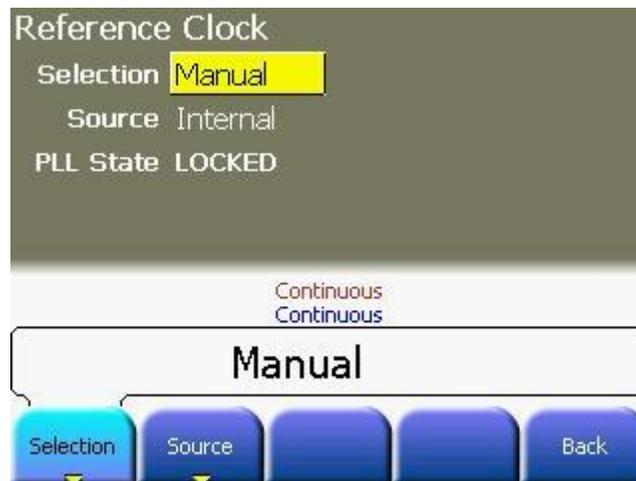 Reference Clock
Selection Manual
Source Internal
PLL State LOCKED
Continuous
Continuous
Manual
Selection Source Back